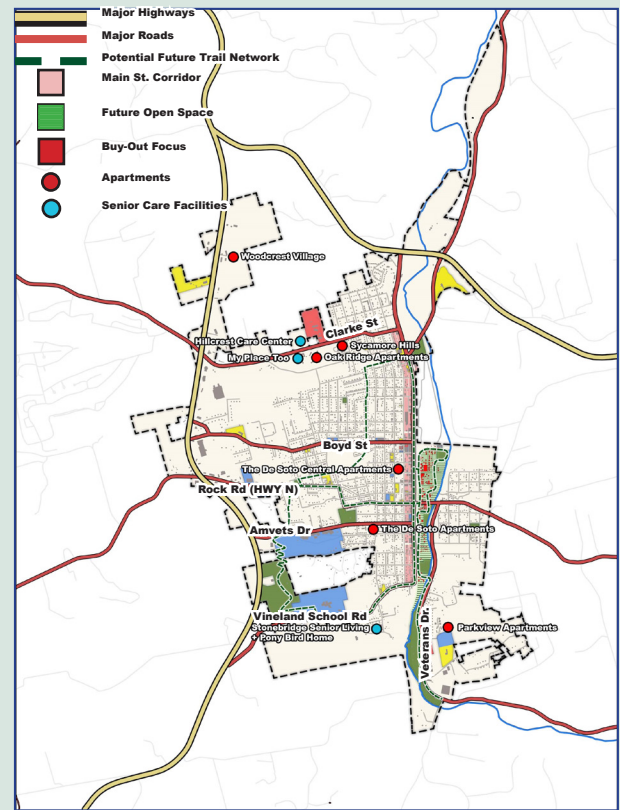 Major Highways
Major Roads
Potential Future Trail Network
Main St. Corridor
Future Open Space
Buy-Out Focus
Apartments
Senior Care Facilities
Woodcrest Village
Clarke St
Hillcrest Care Center
Sycamore Hills
My Place Too
Oak Ridge Apartments
Boyd St
The De Soto Central Apartments
Rock Rd (HWY N)
Amvets Dr
The De Soto Apartments
Vineland School Rd
Stonebridge Senior Living
+ Pony Bird Home
Parkview Apartments
Veterans Dr.